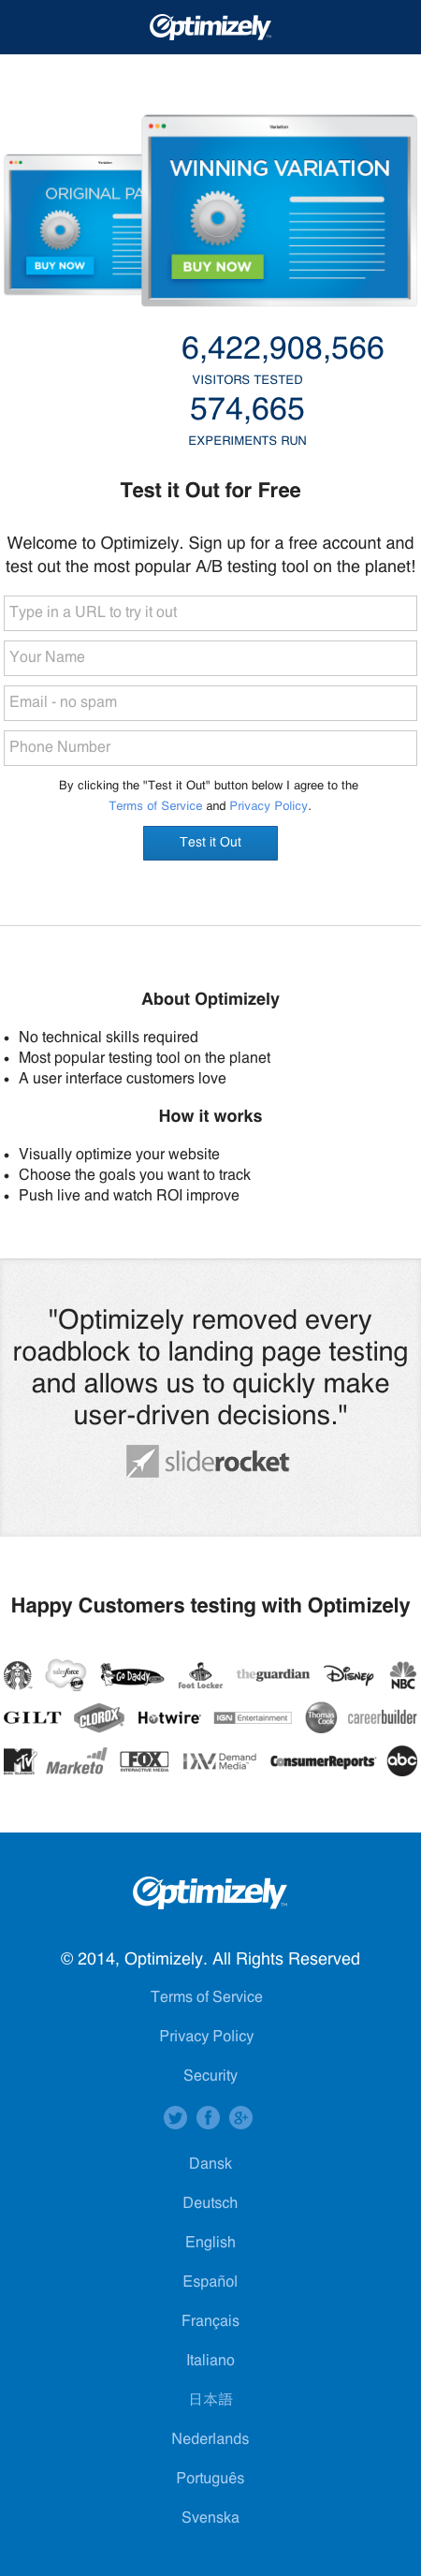 Optimizely
Variation
Variation
WINNING VARIATION
ORIGINAL PA
BUY NOW
BUY NOW
6,422,908,566
VISITORS TESTED
574,665
EXPERIMENTS RUN
Test it Out for Free
Welcome to Optimizely. Sign up for a free account and
test out the most popular A/B testing tool on the planet!
Type in a URL to try it out
Your Name
Email - no spam
Phone Number
By clicking the "Test it Out" button below I agree to the
Terms of Service and Privacy Policy.
Test it Out
About Optimizely
• No technical skills required
• Most popular testing tool on the planet
• A user interface customers love
How it works
• Visually optimize your website
• Choose the goals you want to track
• Push live and watch ROI improve
"Optimizely removed every
roadblock to landing page testing
and allows us to quickly make
user-driven decisions."
sliderocket
Happy Customers testing with Optimizely
salesforce Go Daddy .com Foot Locker theguardian Disney NBC
GILT CLOROX Hotwire IGN Entertainment Thomas Cook careerbuilder
MTV MUSIC TELEVISION Marketo FOX INTERACTIVE MEDIA Demand Media ConsumerReports abc
Optimizely
© 2014, Optimizely. All Rights Reserved
Terms of Service
Privacy Policy
Security
Dansk
Deutsch
English
Español
Français
Italiano
日本語
Nederlands
Português
Svenska